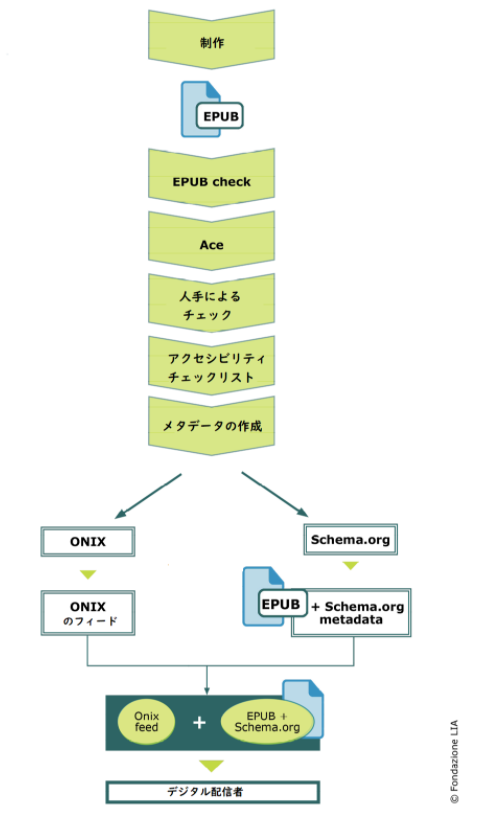 制作
EPUB
EPUB check
Ace
人手による
チェック
アクセシビリティ
チェックリスト
メタデータの作成
ONIX
Schema.org
ONIX
のフィード
EPUB
+ Schema.org
metadata
Onix
feed
+
EPUB +
Schema.org
デジタル配信者
© Fondazione LIA